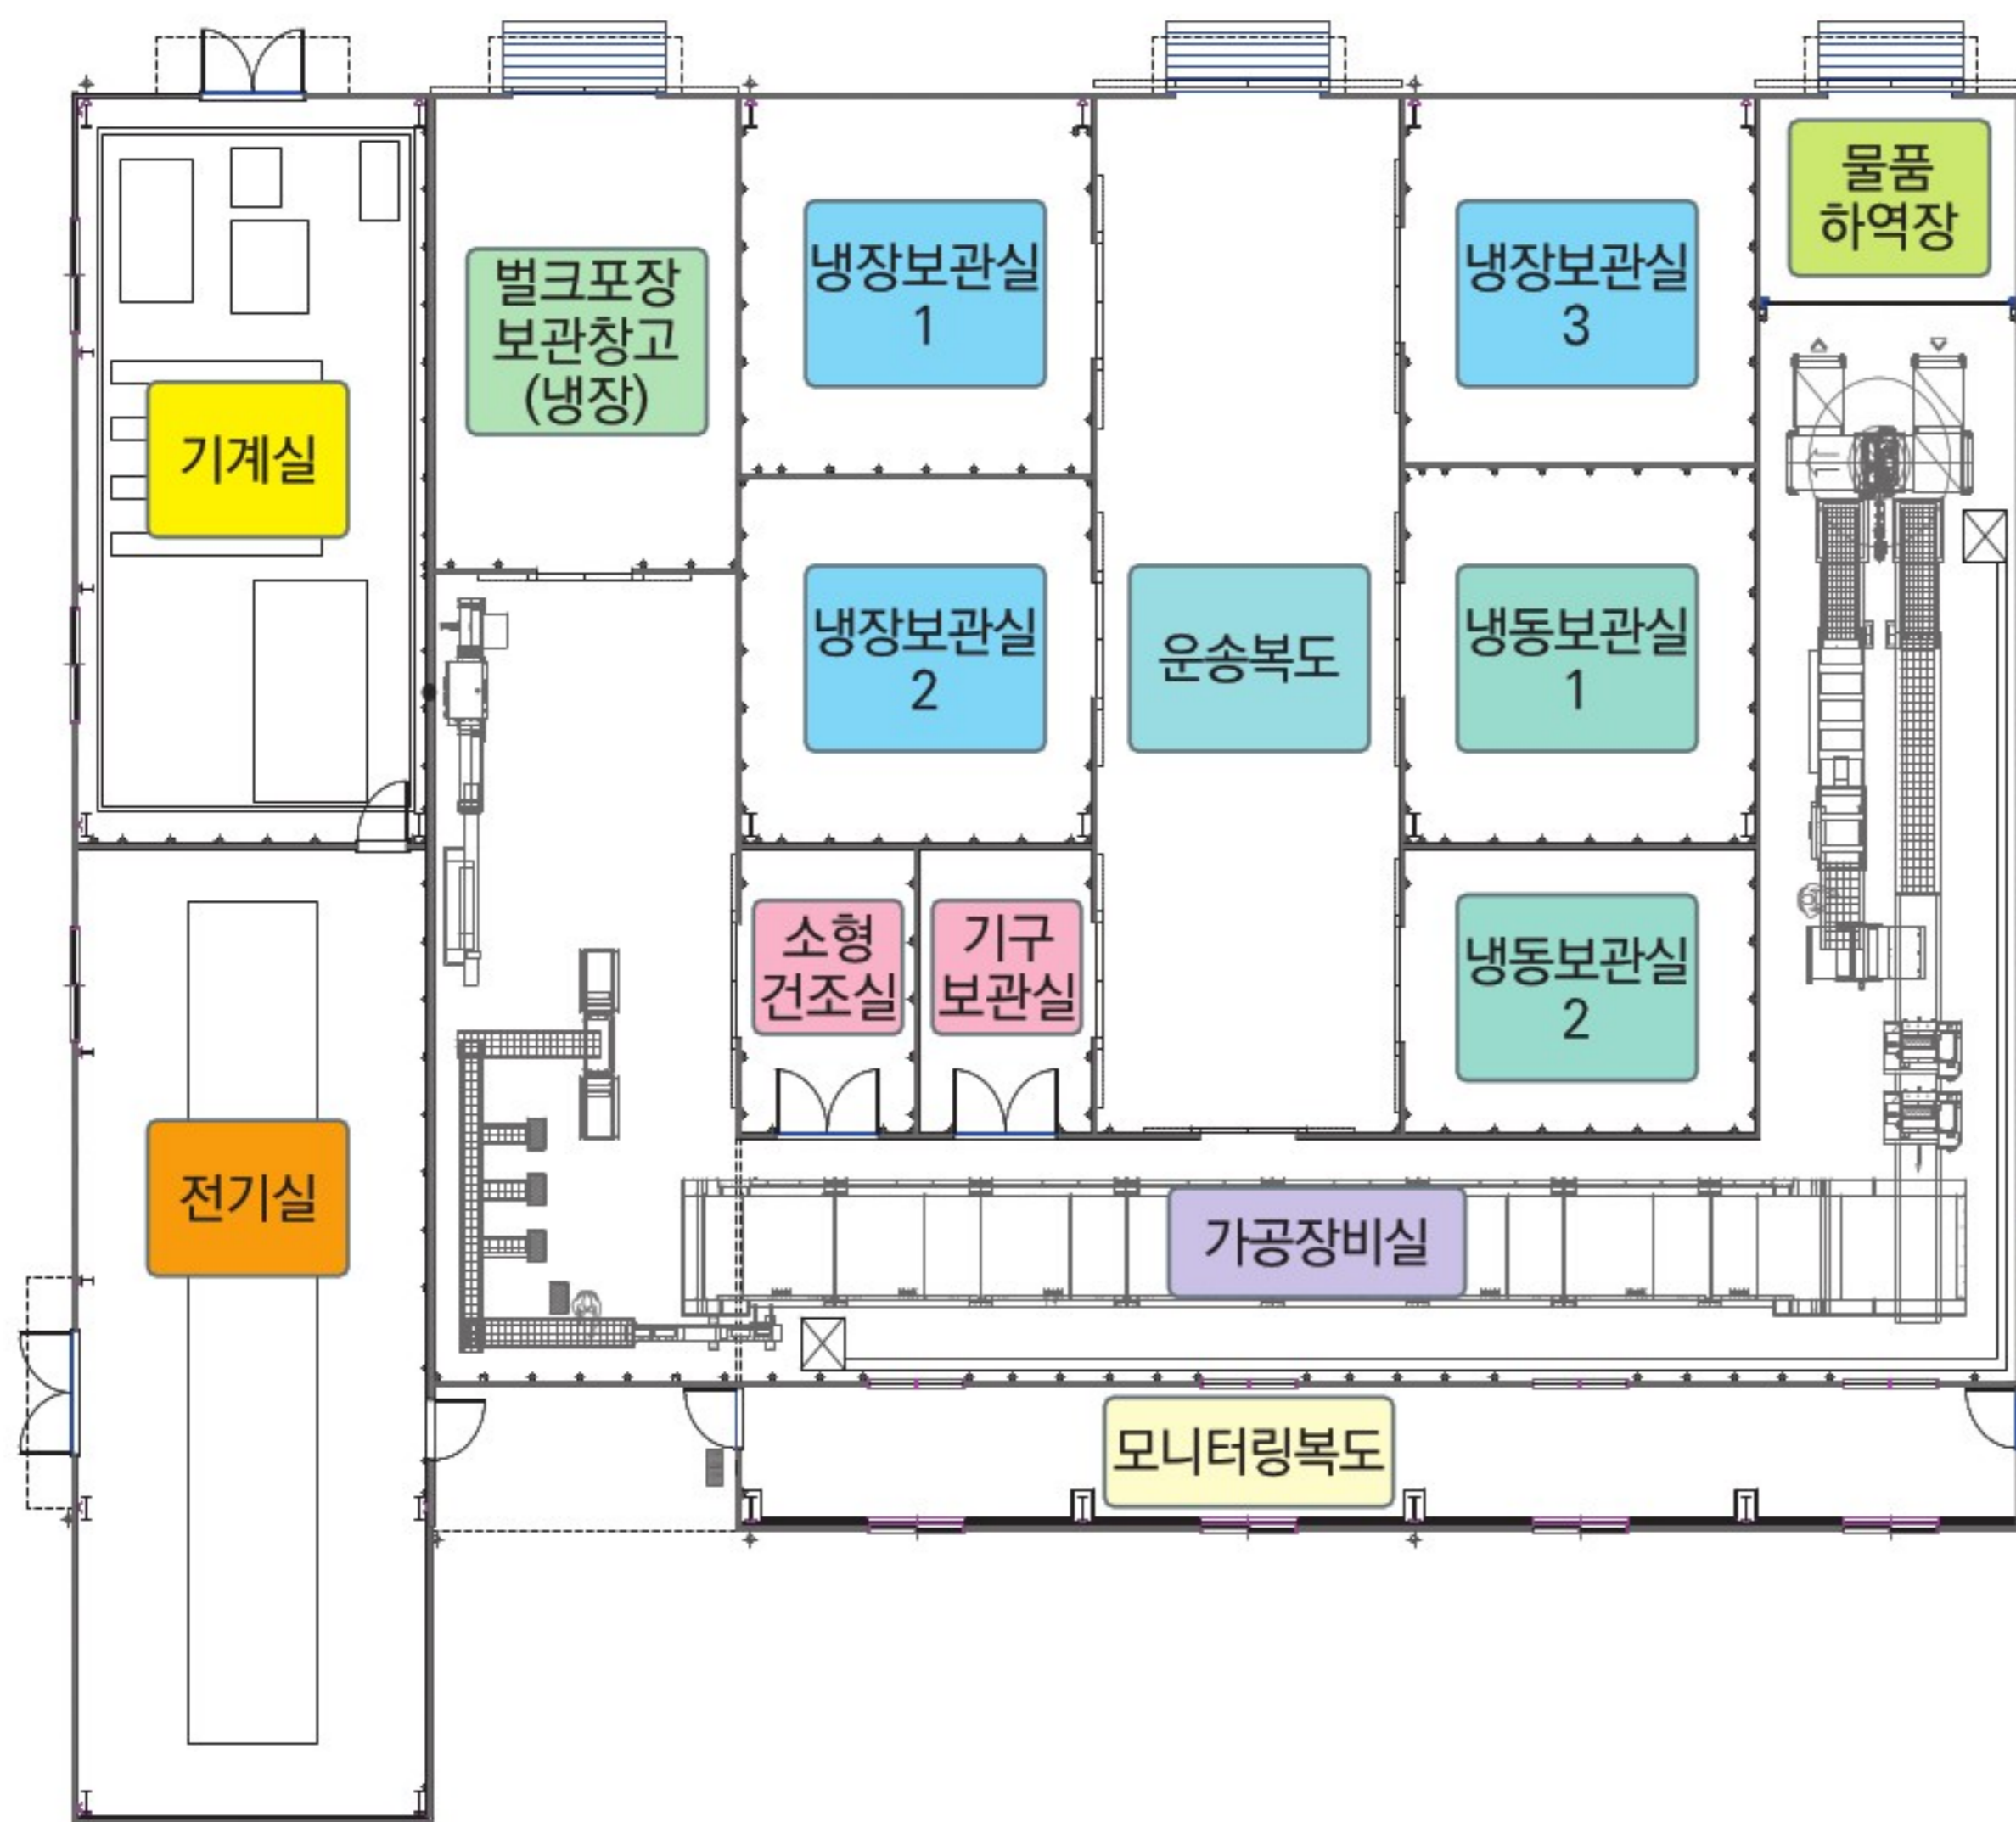 물품
하역장
벌크포장
보관창고
(냉장)
냉장보관실
1
냉장보관실
3
기계실
냉장보관실
2
운송복도
냉동보관실
1
소형
건조실
기구
보관실
냉동보관실
2
전기실
가공장비실
모니터링복도